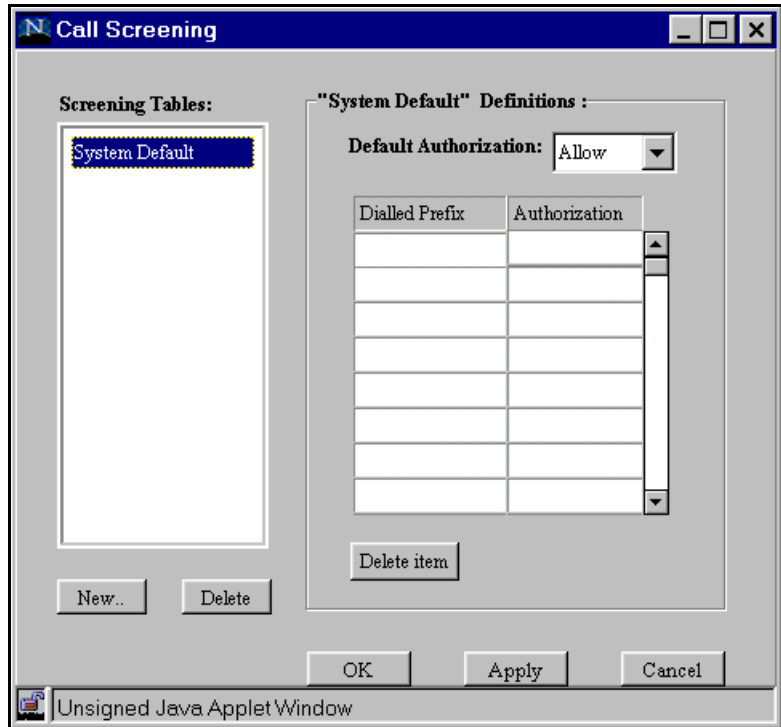 N Call Screening
Screening Tables:
System Default
"System Default" Definitions :
Default Authorization: Allow
Dialled Prefix Authorization
Delete item
New.. Delete
OK Apply Cancel
Unsigned Java Applet Window